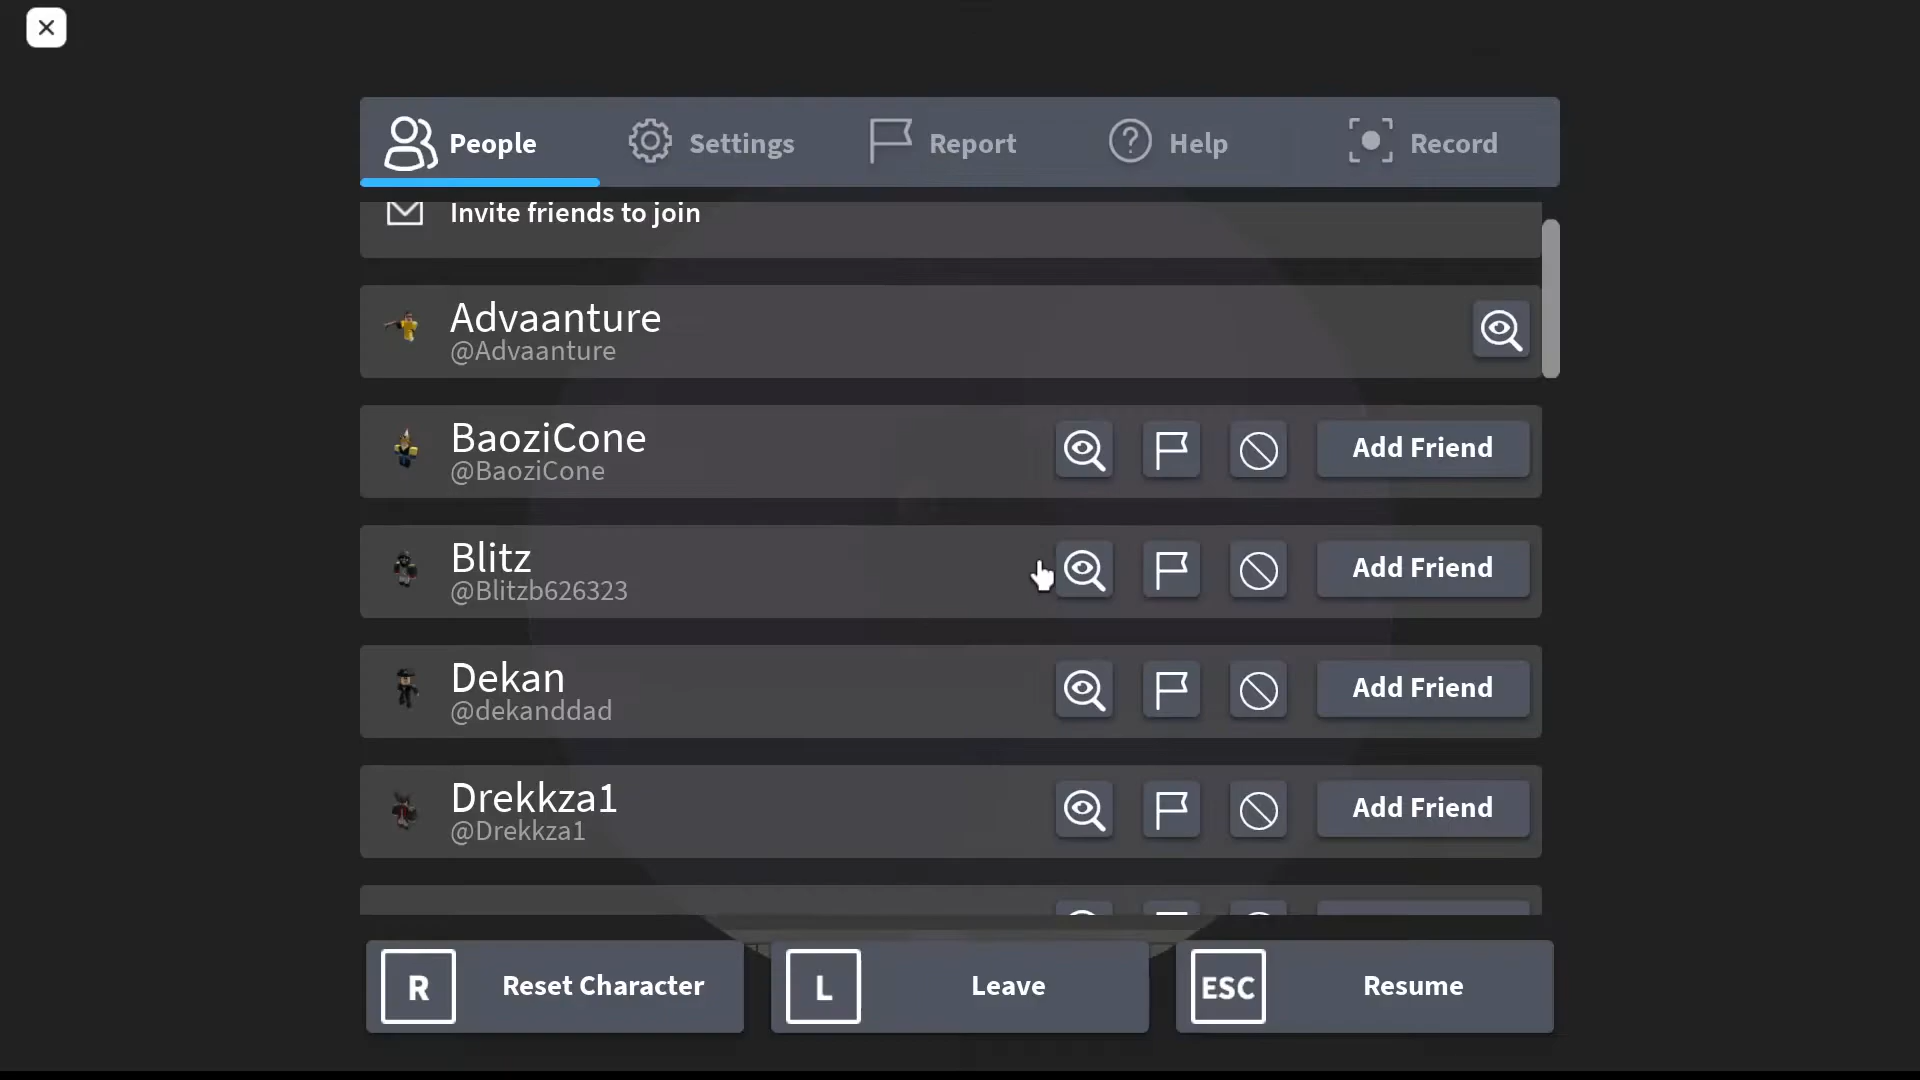 People
Settings
Report
Help
Record
Invite friends to join
Advaanture
@Advaanture
BaoziCone
@BaoziCone
Add Friend
Blitz
@Blitzb626323
Add Friend
Dekan
@dekanddad
Add Friend
Drekkza1
@Drekkza1
Add Friend
R Reset Character
L Leave
ESC Resume